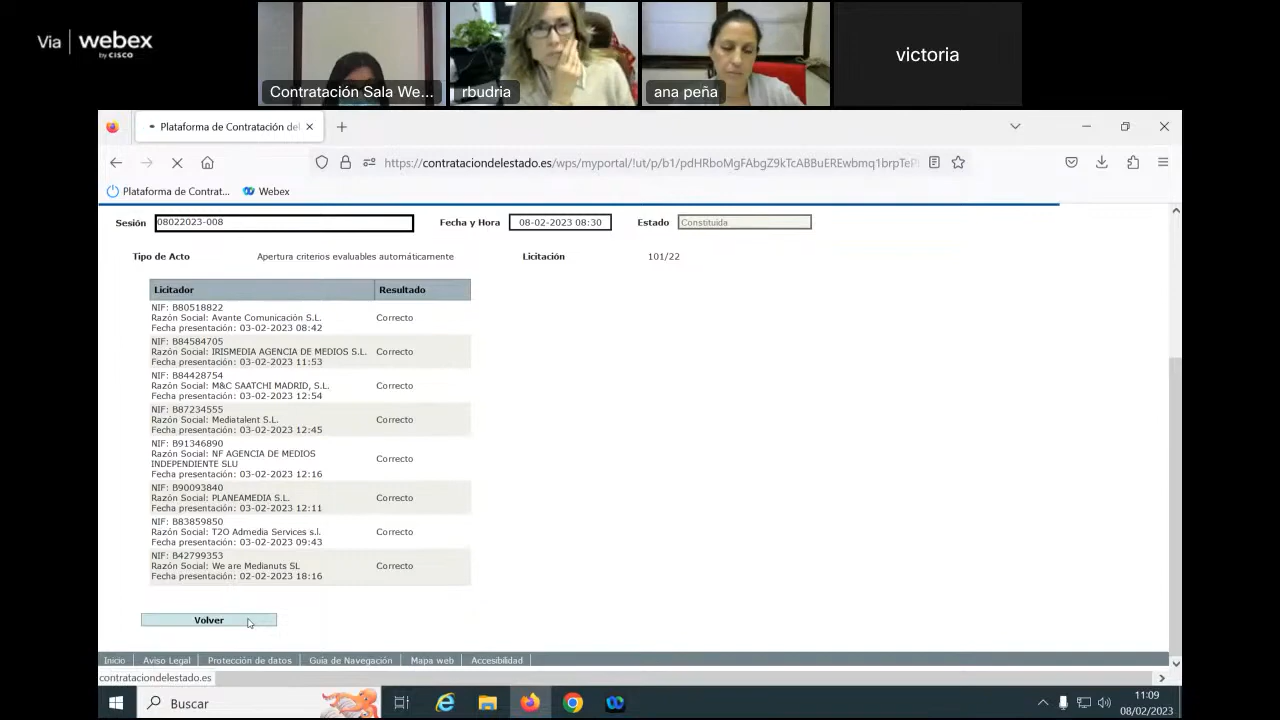 Via webex
by CISCO
Contratación Sala We...
rbudria
ana peña
victoria
Plataforma de Contratación del
https://contrataciondelestado.es/wps/myportal/!ut/p/b1/
Plataforma de Contrat...
Webex
Sesión 08022023-008 Fecha y Hora 08-02-2023 08:30 Estado Constituida
Tipo de Acto Apertura criterios evaluables automáticamente Licitación 101/22
Licitador Resultado
NIF: B80518822
Razón Social: Avante Comunicación S.L. Correcto
Fecha presentación: 03-02-2023 08:42
NIF: B84584705
Razón Social: IRISMEDIA AGENCIA DE MEDIOS S.L. Correcto
Fecha presentación: 03-02-2023 11:53
NIF: B84428754
Razón Social: M&C SAATCHI MADRID, S.L. Correcto
Fecha presentación: 03-02-2023 12:54
NIF: B87234555
Razón Social: Mediatalent S.L. Correcto
Fecha presentación: 03-02-2023 12:45
NIF: B91346890
Razón Social: NF AGENCIA DE MEDIOS
INDEPENDIENTE SLU Correcto
Fecha presentación: 03-02-2023 12:16
NIF: B90093840
Razón Social: PLANEAMEDIA S.L. Correcto
Fecha presentación: 03-02-2023 12:11
NIF: B83859850
Razón Social: T2O Admedia Services s.l. Correcto
Fecha presentación: 03-02-2023 09:43
NIF: B42799353
Razón Social: We are Medianuts SL Correcto
Fecha presentación: 02-02-2023 18:16
Volver
Inicio Aviso Legal Protección de datos Guía de Navegación Mapa web Accesibilidad
contrataciondelestado.es
Buscar
11:09
08/02/2023